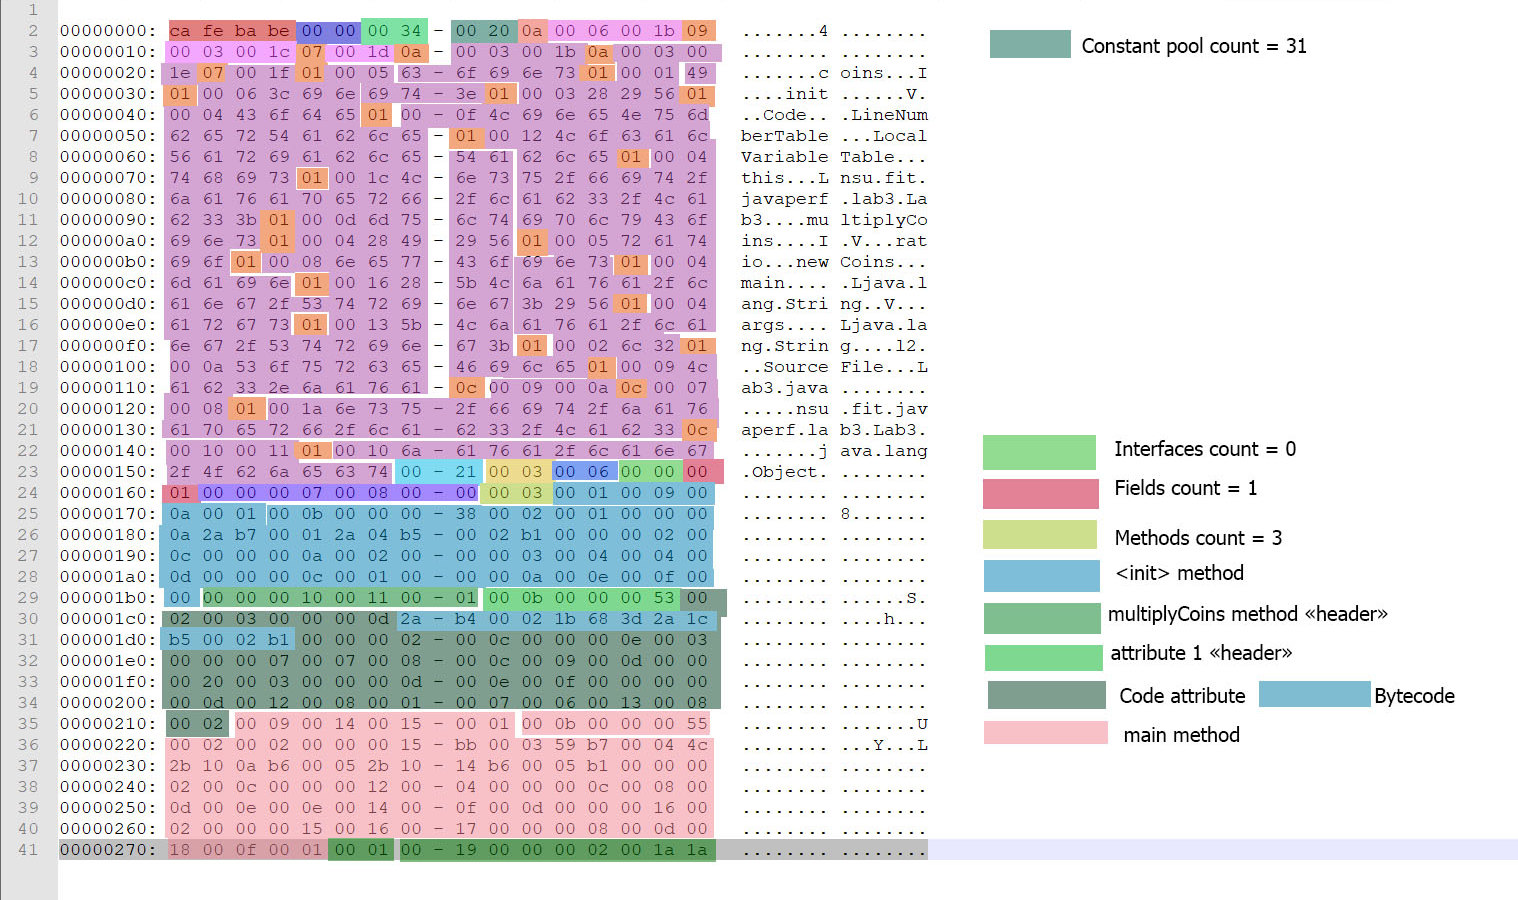 1
2 00000000: ca fe ba be 00 00 00 34 - 00 20 0a 00 06 00 1b 09 .......4 ........
3 00000010: 00 03 00 1c 07 00 1d 0a - 00 03 00 1b 0a 00 03 00 ........ ........
4 00000020: 1e 07 00 1f 01 00 05 63 - 6f 69 6e 73 01 00 01 49 .......c oins...I
5 00000030: 01 00 06 3c 69 6e 69 74 - 3e 01 00 03 28 29 56 01 ....init ......V.
6 00000040: 00 04 43 6f 64 65 01 00 - 0f 4c 69 6e 65 4e 75 6d ..Code.. .LineNum
7 00000050: 62 65 72 54 61 62 6c 65 - 01 00 12 4c 6f 63 61 6c berTable ...Local
8 00000060: 56 61 72 69 61 62 6c 65 - 54 61 62 6c 65 01 00 04 Variable Table...
9 00000070: 74 68 69 73 01 00 1c 4c - 6e 73 75 2f 66 69 74 2f this...L nsu.fit.
10 00000080: 6a 61 76 61 70 65 72 66 - 2f 6c 61 62 33 2f 4c 61 javaperf .lab3.La
11 00000090: 62 33 3b 01 00 0d 6d 75 - 6c 74 69 70 6c 79 43 6f b3....mu ltiplyCo
12 000000a0: 69 6e 73 01 00 04 28 49 - 29 56 01 00 05 72 61 74 ins....I .V...rat
13 000000b0: 69 6f 01 00 08 6e 65 77 - 43 6f 69 6e 73 01 00 04 io...new Coins...
14 000000c0: 6d 61 69 6e 01 00 16 28 - 5b 4c 6a 61 76 61 2f 6c main.... .Ljava.l
15 000000d0: 61 6e 67 2f 53 74 72 69 - 6e 67 3b 29 56 01 00 04 ang.Stri ng..V...
16 000000e0: 61 72 67 73 01 00 13 5b - 4c 6a 61 76 61 2f 6c 61 args.... Ljava.la
17 000000f0: 6e 67 2f 53 74 72 69 6e - 67 3b 01 00 02 6c 32 01 ng.Strin g....l2.
18 00000100: 00 0a 53 6f 75 72 63 65 - 46 69 6c 65 01 00 09 4c ..Source File...L
19 00000110: 61 62 33 2e 6a 61 76 61 - 0c 00 09 00 0a 0c 00 07 ab3.java ........
20 00000120: 00 08 01 00 1a 6e 73 75 - 2f 66 69 74 2f 6a 61 76 .....nsu .fit.jav
21 00000130: 61 70 65 72 66 2f 6c 61 - 62 33 2f 4c 61 62 33 0c aperf.la b3.Lab3.
22 00000140: 00 10 00 11 01 00 10 6a - 61 76 61 2f 6c 61 6e 67 .......j ava.lang
23 00000150: 2f 4f 62 6a 65 63 74 00 - 21 00 03 00 06 00 00 00 .Object. ........
24 00000160: 01 00 00 00 07 00 08 00 - 00 00 03 00 01 00 09 00 ........ ........
25 00000170: 0a 00 01 00 0b 00 00 00 - 38 00 02 00 01 00 00 00 ........ 8.......
26 00000180: 0a 2a b7 00 01 2a 04 b5 - 00 02 b1 00 00 00 02 00 ........ ........
27 00000190: 0c 00 00 00 0a 00 02 00 - 00 00 03 00 04 00 04 00 ........ ........
28 000001a0: 0d 00 00 00 0c 00 01 00 - 00 00 0a 00 0e 00 0f 00 ........ ........
29 000001b0: 00 00 00 00 10 00 11 00 - 01 00 0b 00 00 00 53 00 ........ ......S.
30 000001c0: 02 00 03 00 00 00 0d 2a - b4 00 02 1b 68 3d 2a 1c ........ ....h...
31 000001d0: b5 00 02 b1 00 00 00 02 - 00 0c 00 00 00 0e 00 03 ........ ........
32 000001e0: 00 00 00 07 00 07 00 08 - 00 0c 00 09 00 0d 00 00 ........ ........
33 000001f0: 00 20 00 03 00 00 00 0d - 00 0e 00 0f 00 00 00 00 ........ ........
34 00000200: 00 0d 00 12 00 08 00 01 - 00 07 00 06 00 13 00 08 ........ ........
35 00000210: 00 02 00 09 00 14 00 15 - 00 01 00 0b 00 00 00 55 ........ .......U
36 00000220: 00 02 00 02 00 00 00 15 - bb 00 03 59 b7 00 04 4c ........ ...Y...L
37 00000230: 2b 10 0a b6 00 05 2b 10 - 14 b6 00 05 b1 00 00 00 ........ ........
38 00000240: 02 00 0c 00 00 00 12 00 - 04 00 00 00 0c 00 08 00 ........ ........
39 00000250: 0d 00 0e 00 0e 00 14 00 - 0f 00 0d 00 00 00 16 00 ........ ........
40 00000260: 02 00 00 00 15 00 16 00 - 17 00 00 00 08 00 0d 00 ........ ........
41 00000270: 18 00 0f 00 01 00 01 00 - 19 00 00 00 02 00 1a 1a ........ ........
Constant pool count = 31
Interfaces count = 0
Fields count = 1
Methods count = 3
<init> method
multiplyCoins method «header»
attribute 1 «header»
Code attribute Bytecode
main method